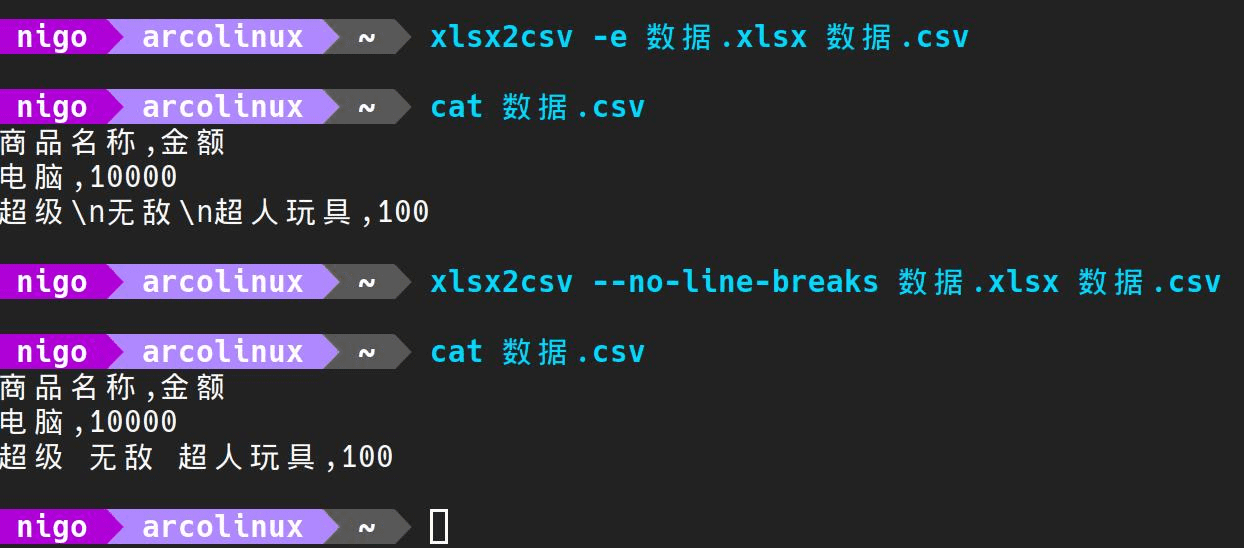 nigo arcolinux ~ xlsx2csv -e 数据.xlsx 数据.csv
nigo arcolinux ~ cat 数据.csv
商品名称,金额
电脑,10000
超级\n无敌\n超人玩具,100
nigo arcolinux ~ xlsx2csv --no-line-breaks 数据.xlsx 数据.csv
nigo arcolinux ~ cat 数据.csv
商品名称,金额
电脑,10000
超级 无敌 超人玩具,100
nigo arcolinux ~